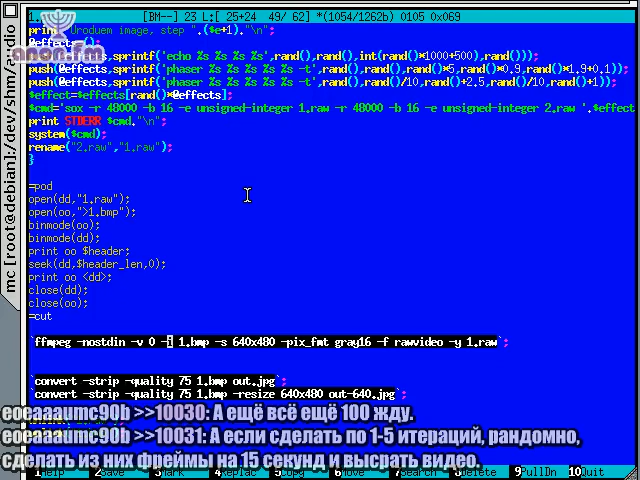 1. [BM--] 23 L:[ 25+24 49/ 62] *(1054/1262b) 0105 0x069
print "Uroduem image, step ".($e+1)."\n";
@effects=();
anon.fm
push(@effects,sprintf('echo %s %s %s %s',rand(),rand(),int(rand()*1000+500),rand()));
push(@effects,sprintf('phaser %s %s %s %s %s -t',rand(),rand()*5,rand()*0.9,rand()*1.9+0.1));
push(@effects,sprintf('phaser %s %s %s %s %s -t',rand(),rand()/10,rand()+2.5,rand()/10,rand()+1));
$effect=$effects[rand()*@effects];
$cmd='sox -r 48000 -b 16 -e unsigned-integer 1.raw -r 48000 -b 16 -e unsigned-integer 2.raw '.$effect
print STDERR $cmd."\n";
system($cmd);
rename("2.raw","1.raw");
}
=pod
open(dd,"1.raw");
open(oo,">1.bmp");
binmode(oo);
binmode(dd);
print oo $header;
seek(dd,$header_len,0);
print oo <dd>;
close(dd);
close(oo);
=cut
`ffmpeg -nostdin -v 0 -i 1.bmp -s 640x480 -pix_fmt gray16 -f rawvideo -y 1.raw`;
`convert -strip -quality 75 1.bmp out.jpg`;
`convert -strip -quality 75 1.bmp -resize 640x480 out-640.jpg`;
eoeaaaumc90b >>10030: А ещё всё ещё 100 жду.
eoeaaaumc90b >>10031: А если сделать по 1-5 итераций, рандомно,
сделать из них фреймы на 15 секунд и высрать видео.
1Help 2Save 3Mark 4Replac 5Copy 6Move 7Search 8Delete 9PullDn 10Quit
mc [root@debian]:/dev/shm/